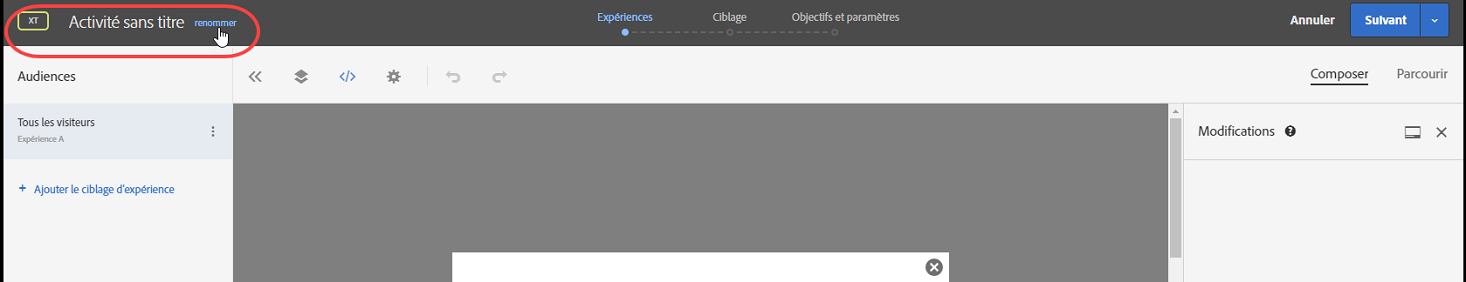 XT Activité sans titre renommer
Expériences Ciblage Objectifs et paramètres
Annuler Suivant
Audiences
Composer Parcourir
Tous les visiteurs
Expérience A
+ Ajouter le ciblage d'expérience
Modifications ?